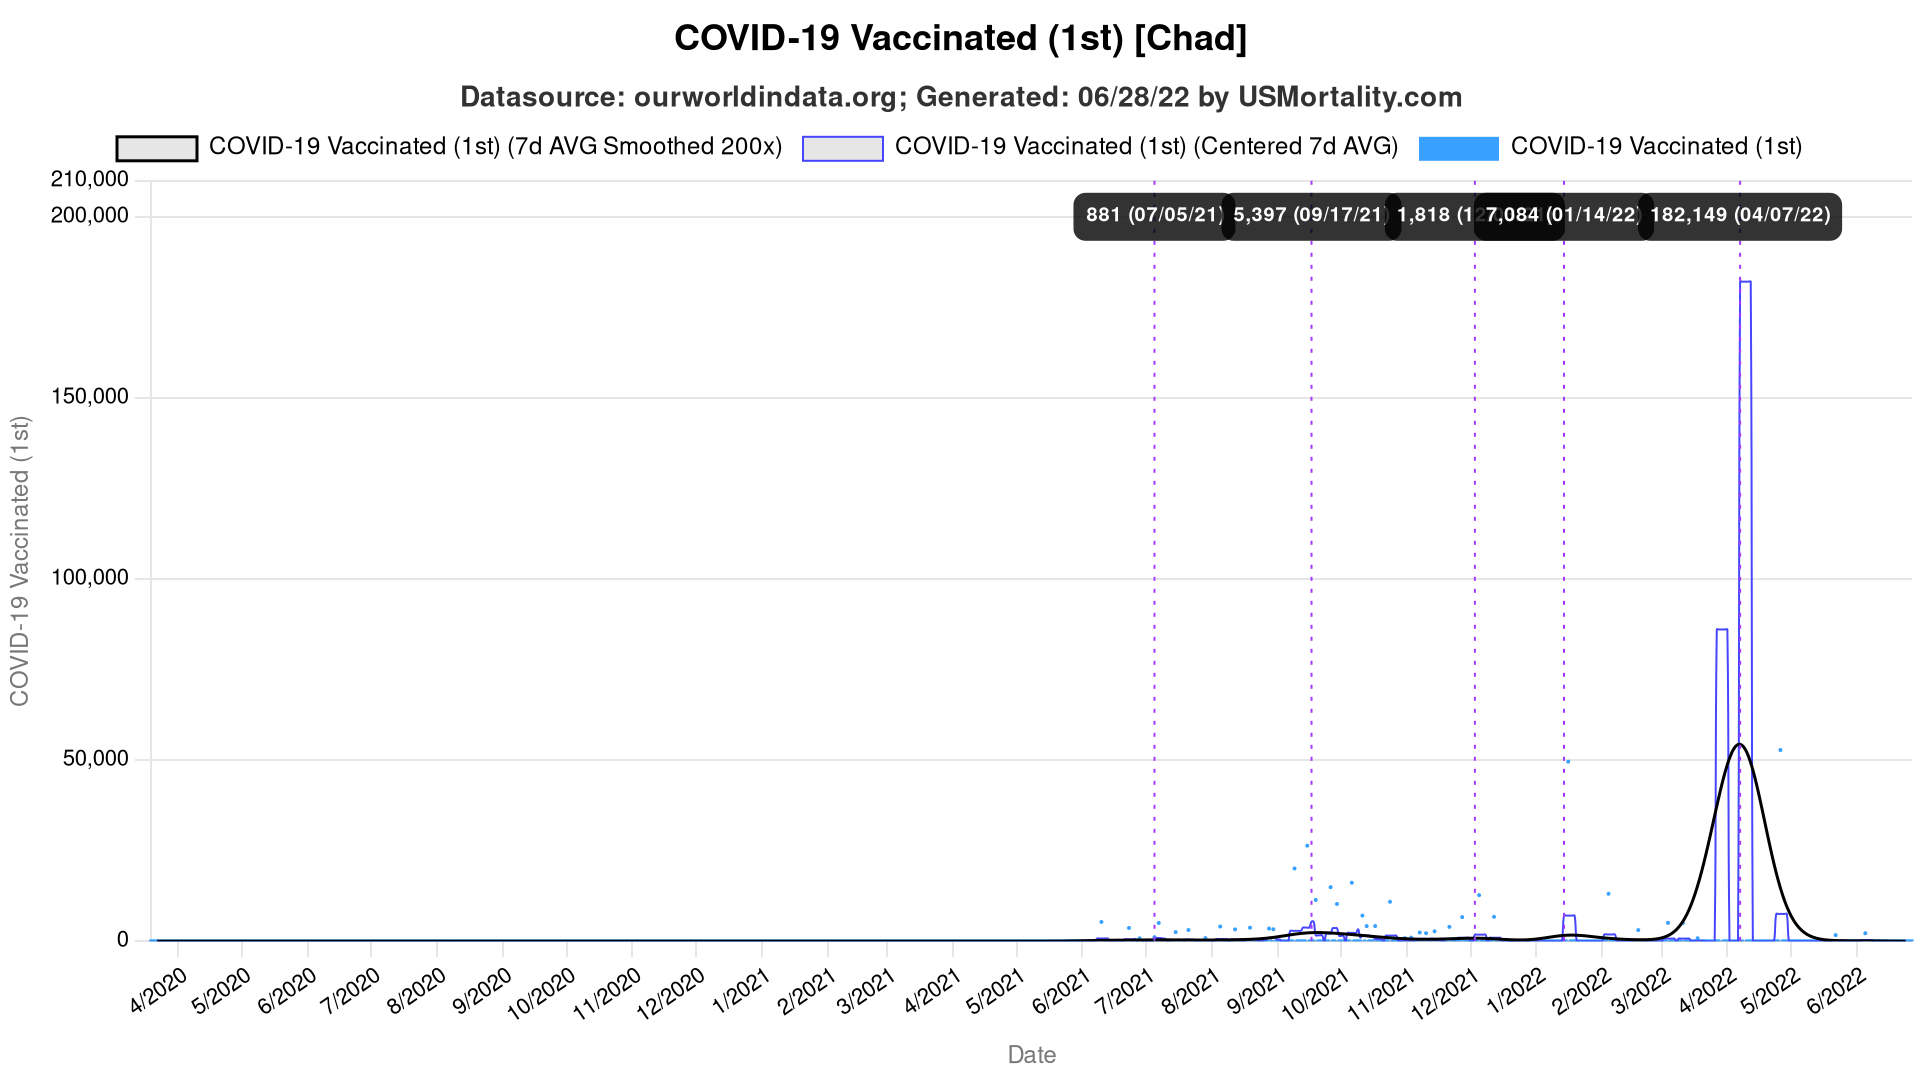 COVID-19 Vaccinated (1st) [Chad]
Datasource: ourworldindata.org; Generated: 06/28/22 by USMortality.com
COVID-19 Vaccinated (1st) (7d AVG Smoothed 200x) COVID-19 Vaccinated (1st) (Centered 7d AVG) COVID-19 Vaccinated (1st)
210,000
200,000
881 (07/05/21) 5,397 (09/17/21) 1,818 7,084 (01/14/22) 182,149 (04/07/22)
150,000
100,000
50,000
0
COVID-19 Vaccinated (1st)
4/2020 5/2020 6/2020 7/2020 8/2020 9/2020 10/2020 11/2020 12/2020 1/2021 2/2021 3/2021 4/2021 5/2021 6/2021 7/2021 8/2021 9/2021 10/2021 11/2021 12/2021 1/2022 2/2022 3/2022 4/2022 5/2022 6/2022
Date